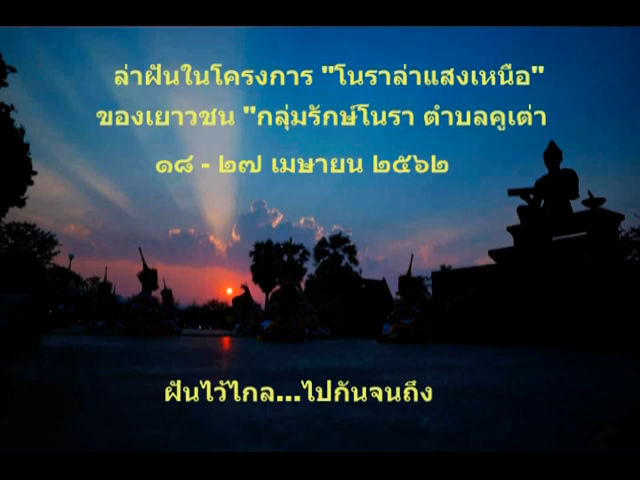 ล่าฝันในโครงการ "โนราล่าแสงเหนือ"
ของเยาวชน "กลุ่มรักษ์โนรา ตำบลคูเต่า
๑๘ - ๒๗ เมษายน ๒๕๖๒
ฝันไว้ไกล...ไปกันจนถึง